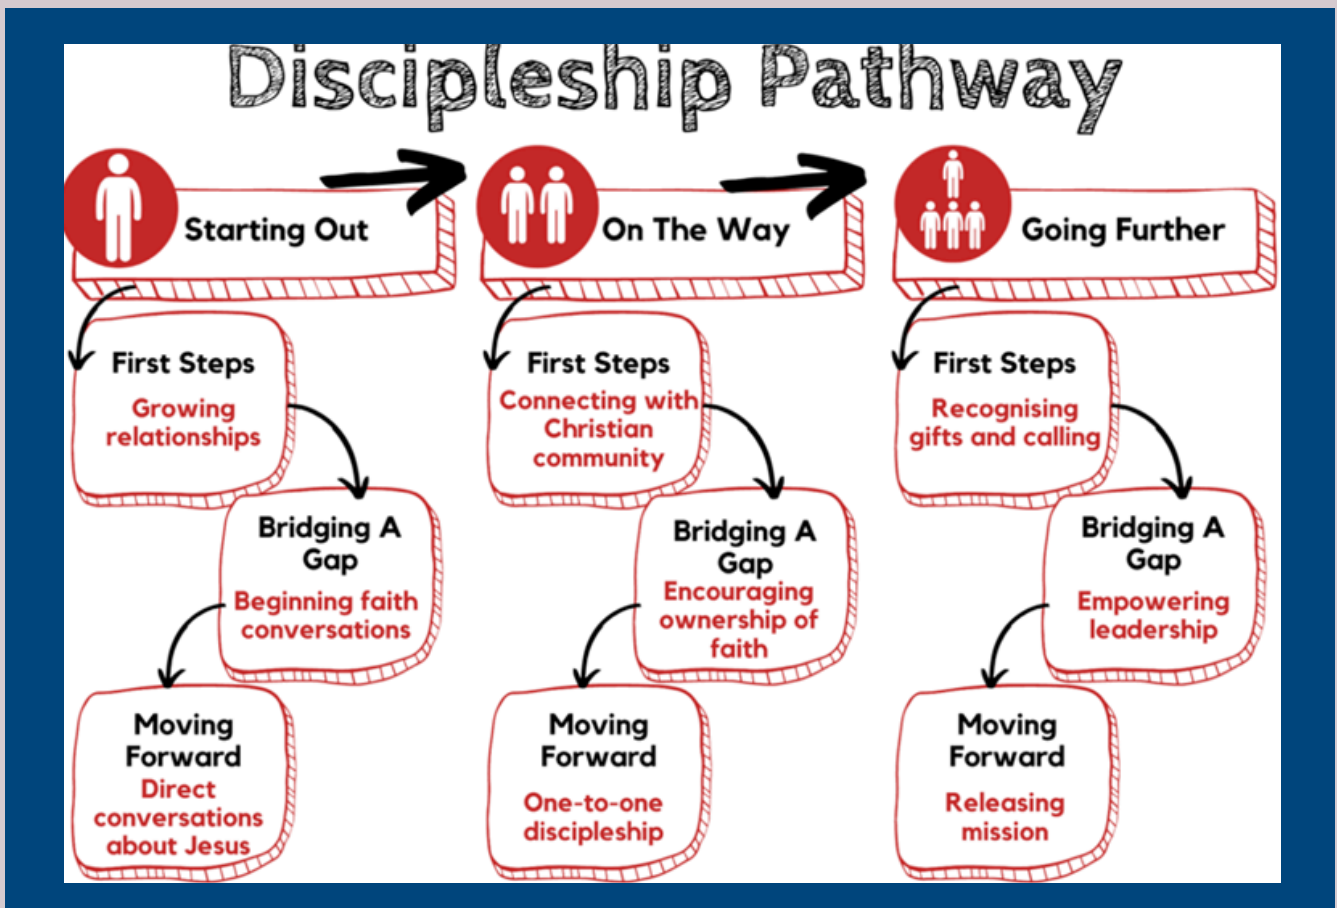 Discipleship Pathway
Starting Out
First Steps
Growing
relationships
Bridging A
Gap
Beginning faith
conversations
Moving
Forward
Direct
conversations
about Jesus
On The Way
First Steps
Connecting with
Christian
community
Bridging A
Gap
Encouraging
ownership of
faith
Moving
Forward
One-to-one
discipleship
Going Further
First Steps
Recognising
gifts and calling
Bridging A
Gap
Empowering
leadership
Moving
Forward
Releasing
mission